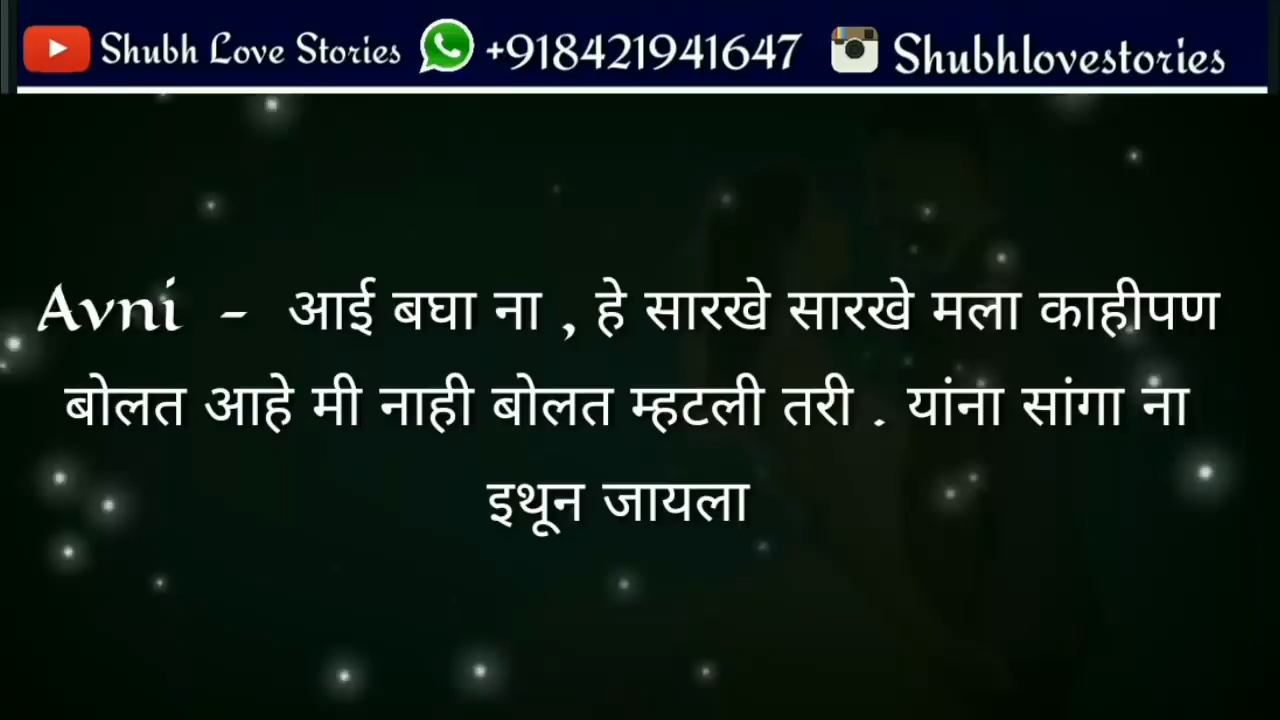 Shubh Love Stories +918421941647 Shubhlovestories
Avni - आई बघा ना , हे सारखे सारखे मला काहीपण
बोलत आहे मी नाही बोलत म्हटली तरी . यांना सांगा ना
इथून जायला